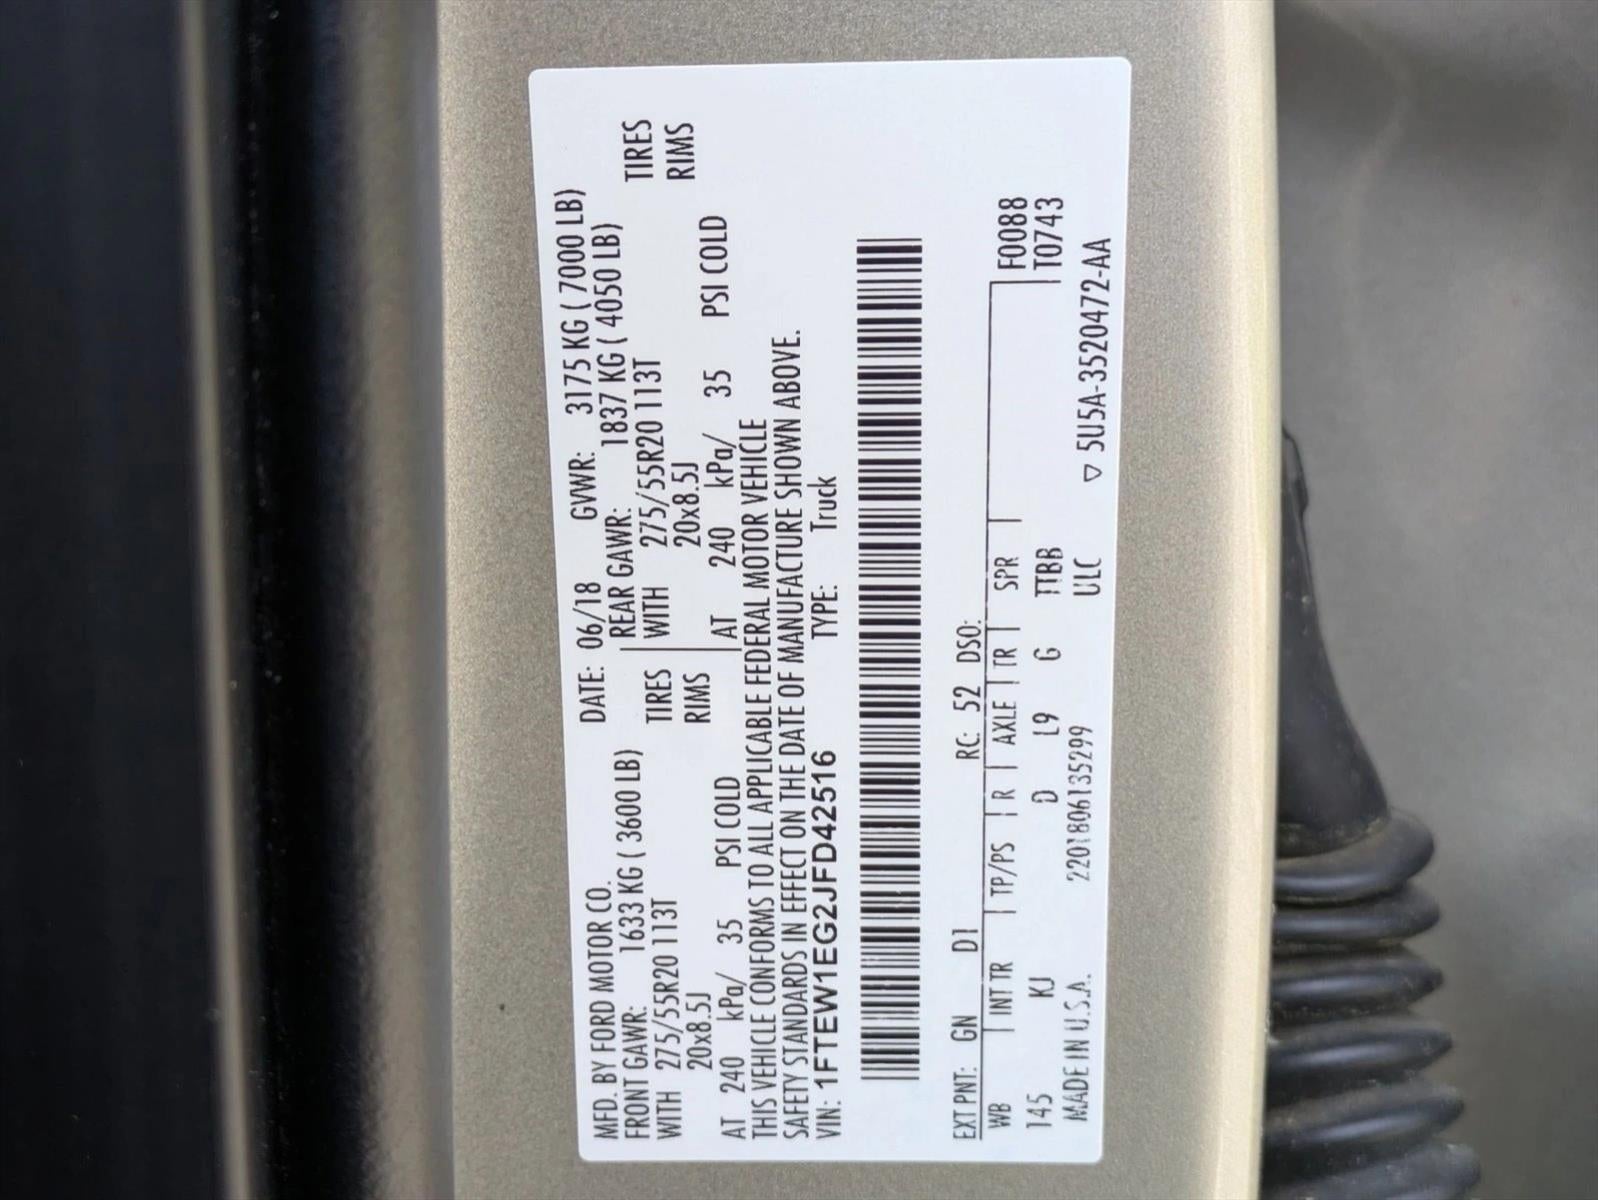 MFD. BY FORD MOTOR CO. DATE: 06/18 GVWR: 3175 KG ( 7000 LB)
FRONT GAWR: 1633 KG ( 3600 LB) REAR GAWR: 1837 KG ( 4050 LB)
WITH 275/55R20 113T TIRES WITH 275/55R20 113T TIRES
20x8.5J RIMS 20x8.5J RIMS
AT 240 kPa/ 35 PSI COLD AT 240 kPa/ 35 PSI COLD
THIS VEHICLE CONFORMS TO ALL APPLICABLE FEDERAL MOTOR VEHICLE
SAFETY STANDARDS IN EFFECT ON THE DATE OF MANUFACTURE SHOWN ABOVE.
VIN: 1FTEW1EG2JFD42516 TYPE: Truck
EXT PNT: GN D1 RC: 52 DSO:
WB INT TR TP/PS R AXLE TR SPR F0088
145 KJ D L9 G TTBB T0743
MADE IN U.S.A. 2201806135299 ULC ▽ 5U5A-3520472-AA